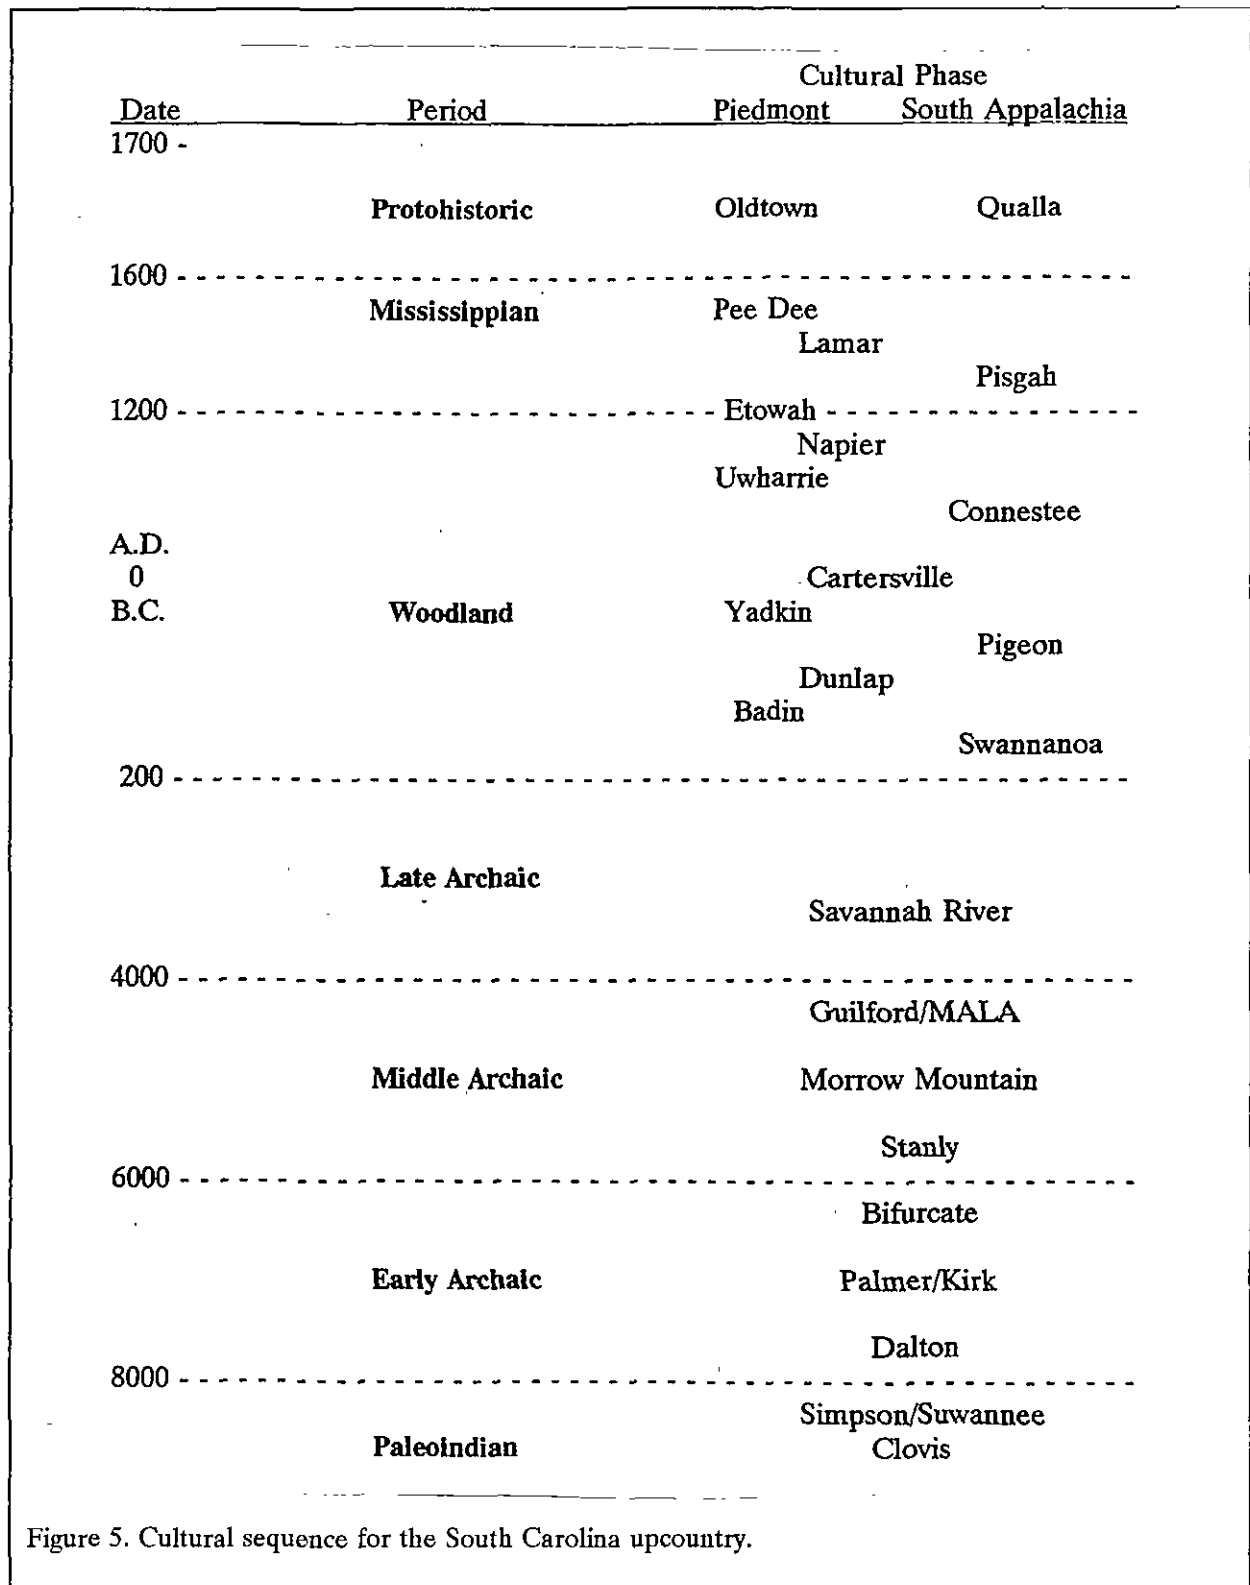 Cultural Phase
Date Period Piedmont South Appalachia
1700 -
Protohistoric Oldtown Qualla
1600
Mississippian Pee Dee
Lamar
Pisgah
1200 Etowah
Napier
Uwharrie
Connestee
A.D.
0 Cartersville
B.C. Woodland Yadkin
Pigeon
Dunlap
Badin
Swannanoa
200
Late Archaic
Savannah River
4000
Guilford/MALA
Middle Archaic Morrow Mountain
Stanly
6000
Bifurcate
Early Archaic Palmer/Kirk
Dalton
8000
Simpson/Suwannee
Paleoindian Clovis
Figure 5. Cultural sequence for the South Carolina upcountry.